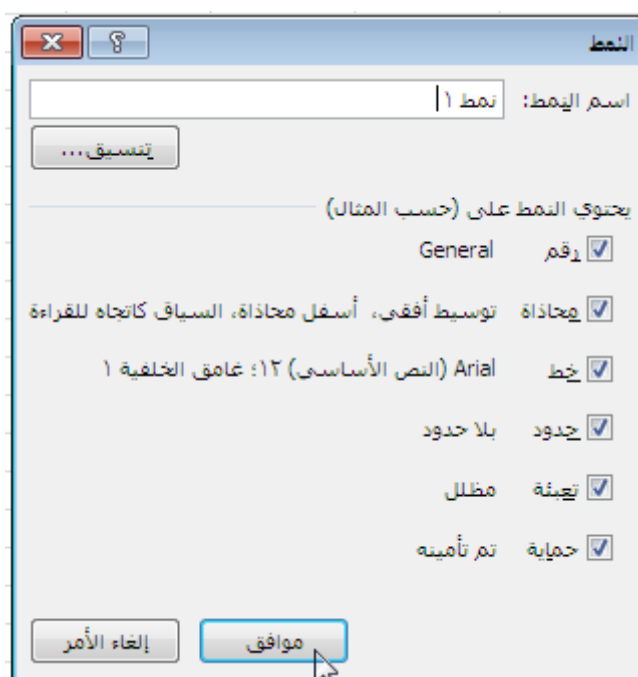 النمط
اسم النمط: نمط ١
تنسيق...
يحتوي النمط على (حسب المثال)
رقم General
محاذاة توسيط أفقي، أسفل محاذاة، السياق كاتجاه للقراءة
خط Arial (النص الأساسي) ١٢؛ غامق الخلفية ١
حدود بلا حدود
تعبئة مظلل
حماية تم تأمينه
موافق إلغاء الأمر